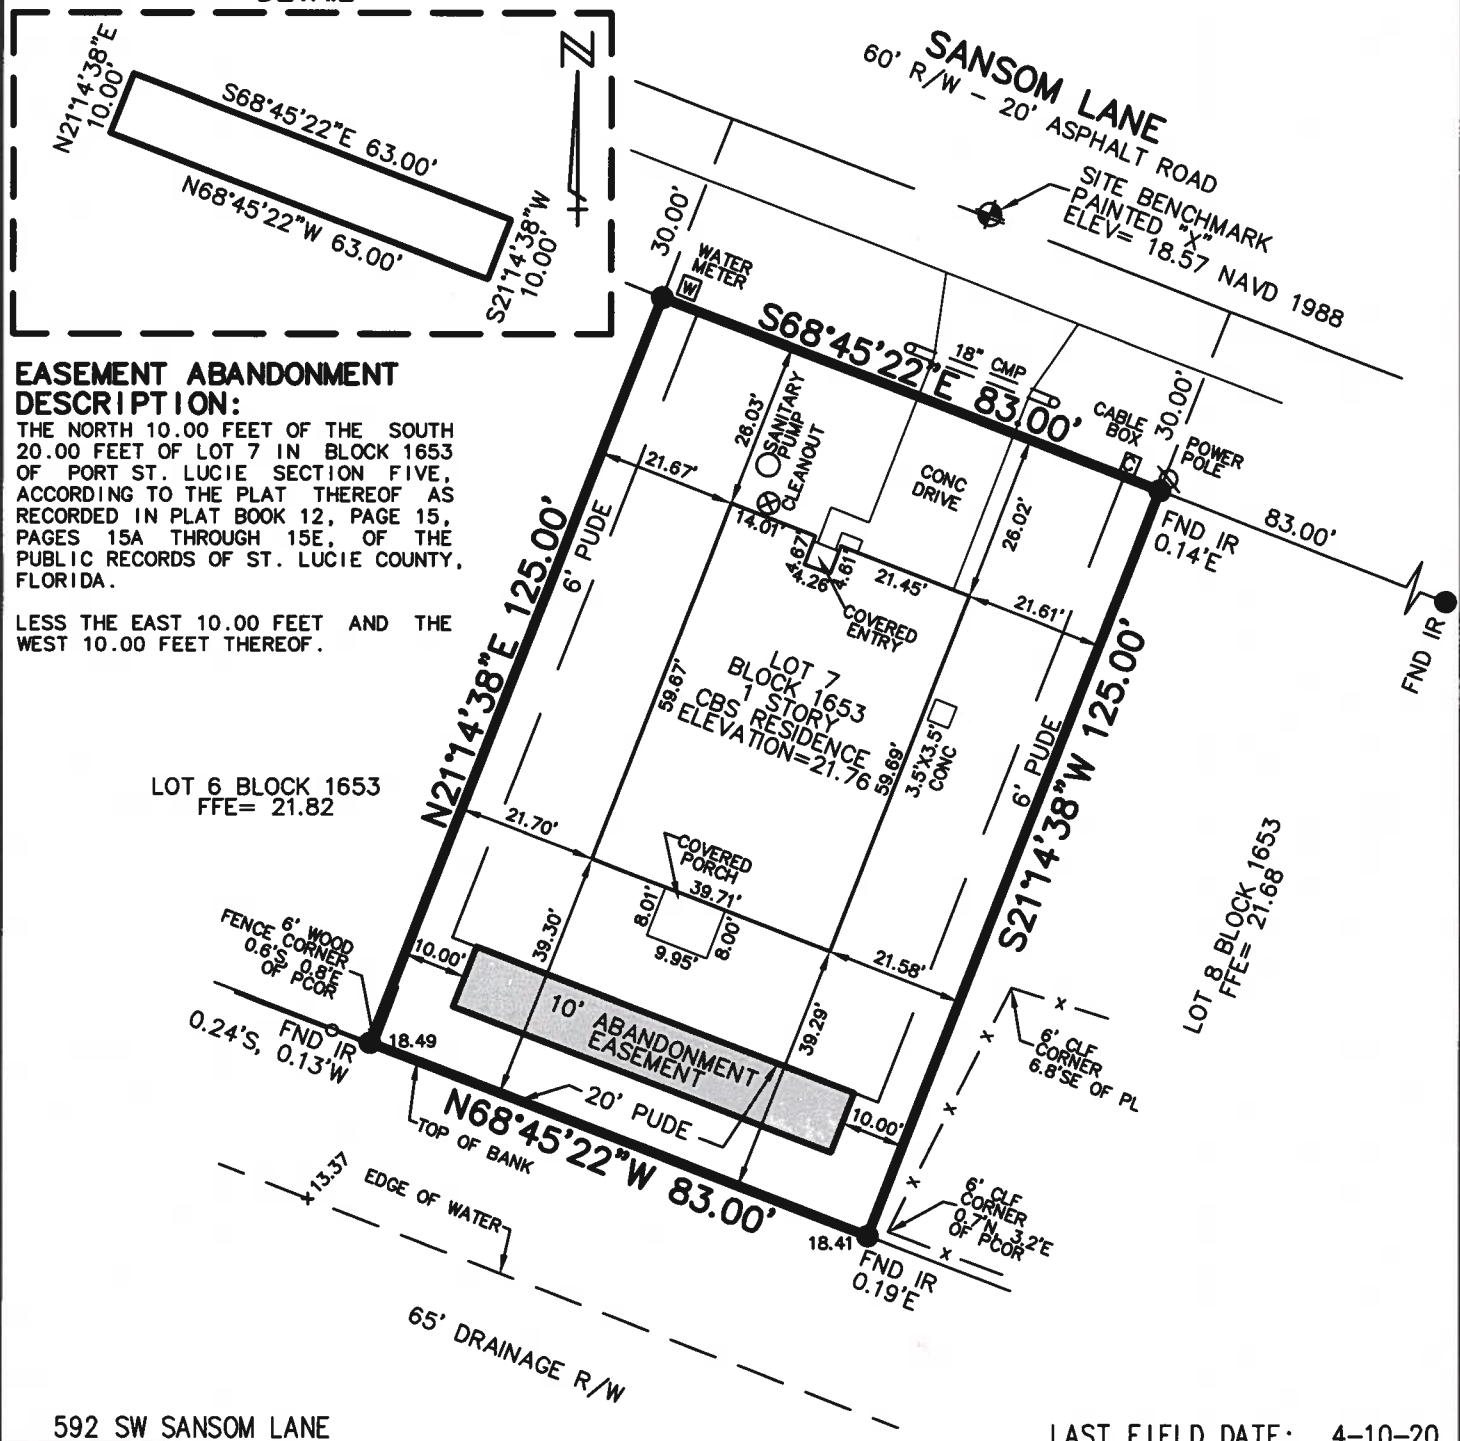 N21°14'38"E
10.00'
S68°45'22"E 63.00'
N68°45'22"W 63.00'
S21°14'38"W
10.00'
N
SANSOM LANE
60' R/W - 20' ASPHALT ROAD
SITE BENCHMARK
PAINTED "X"
ELEV= 18.57 NAVD 1988
30.00'
WATER
METER
W
S68°45'22"E 83.00'
18" CMP
CABLE
BOX
C
30.00'
POWER
POLE
FND IR
0.14'E
83.00'
FND IR
EASEMENT ABANDONMENT
DESCRIPTION:
THE NORTH 10.00 FEET OF THE SOUTH
20.00 FEET OF LOT 7 IN BLOCK 1653
OF PORT ST. LUCIE SECTION FIVE,
ACCORDING TO THE PLAT THEREOF AS
RECORDED IN PLAT BOOK 12, PAGE 15,
PAGES 15A THROUGH 15E, OF THE
PUBLIC RECORDS OF ST. LUCIE COUNTY,
FLORIDA.
LESS THE EAST 10.00 FEET AND THE
WEST 10.00 FEET THEREOF.
26.03'
SANITARY
PUMP
CLEANOUT
CONC
DRIVE
26.02'
21.67'
14.01'
4.67'
4.26'
4.61'
21.45'
21.61'
COVERED
ENTRY
6' PUDE
N21°14'38"E 125.00'
LOT 7
BLOCK 1653
1 STORY
CBS RESIDENCE
ELEVATION=21.76
59.67'
59.69'
3.5'X3.5'
CONC
6' PUDE
S21°14'38"W 125.00'
LOT 6 BLOCK 1653
FFE= 21.82
LOT 8 BLOCK 1653
FFE= 21.68
21.70'
COVERED
PORCH
39.71'
8.01'
8.00'
9.95'
21.58'
39.30'
39.29'
6' WOOD
FENCE CORNER
0.6'S, 0.8'E
OF PCOR
10.00'
10' ABANDONMENT
EASEMENT
10.00'
FND IR
0.24'S, 0.13'W
18.49
20' PUDE
N68°45'22"W 83.00'
TOP OF BANK
x
6' CLF
CORNER
6.8'SE OF PL
x
x
x
6' CLF
CORNER
0.7'N, 3.2'E
OF PCOR
x
18.41
FND IR
0.19'E
x 13.37
EDGE OF WATER
65' DRAINAGE R/W
592 SW SANSOM LANE
LAST FIELD DATE: 4-10-20